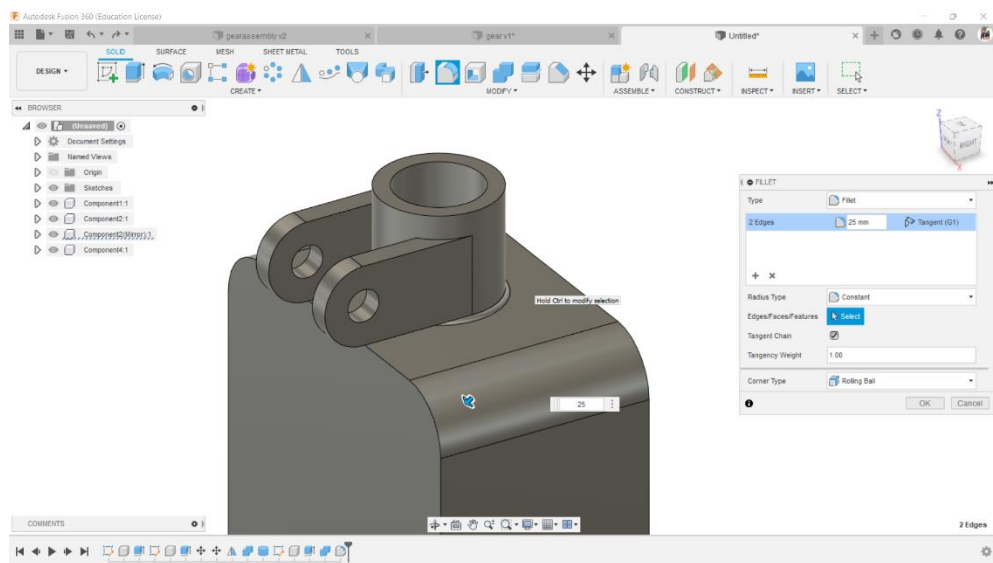 Autodesk Fusion 360 (Education License)
gearassembly v2
gear v1*
Untitled*
SOLID SURFACE MESH SHEET METAL TOOLS
DESIGN
CREATE MODIFY ASSEMBLE CONSTRUCT INSPECT INSERT SELECT
BROWSER
(Unsaved)
Document Settings
Named Views
Origin
Sketches
Component1:1
Component2:1
Component2(Mirror):1
Component4:1
Z
RIGHT
X
FILLET
Type Fillet
2 Edges 25 mm Tangent (G1)
Radius Type Constant
Edges/Faces/Features Select
Tangent Chain
Tangency Weight 1.00
Corner Type Rolling Ball
OK Cancel
Hold Ctrl to modify selection
25
COMMENTS
2 Edges